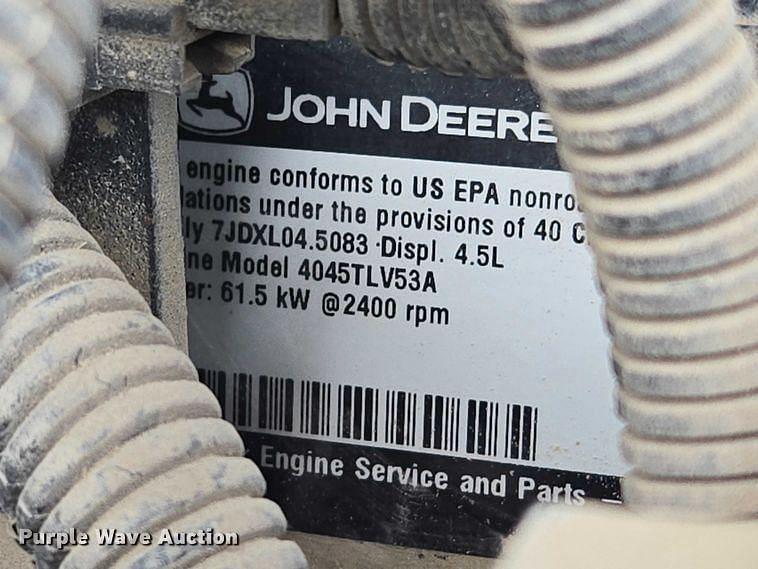 JOHN DEERE
engine conforms to US EPA nonro
lations under the provisions of 40 C
ly 7JDXL04.5083 Displ. 4.5L
ne Model 4045TLV53A
er: 61.5 kW @2400 rpm
Engine Service and Parts –
Purple Wave Auction